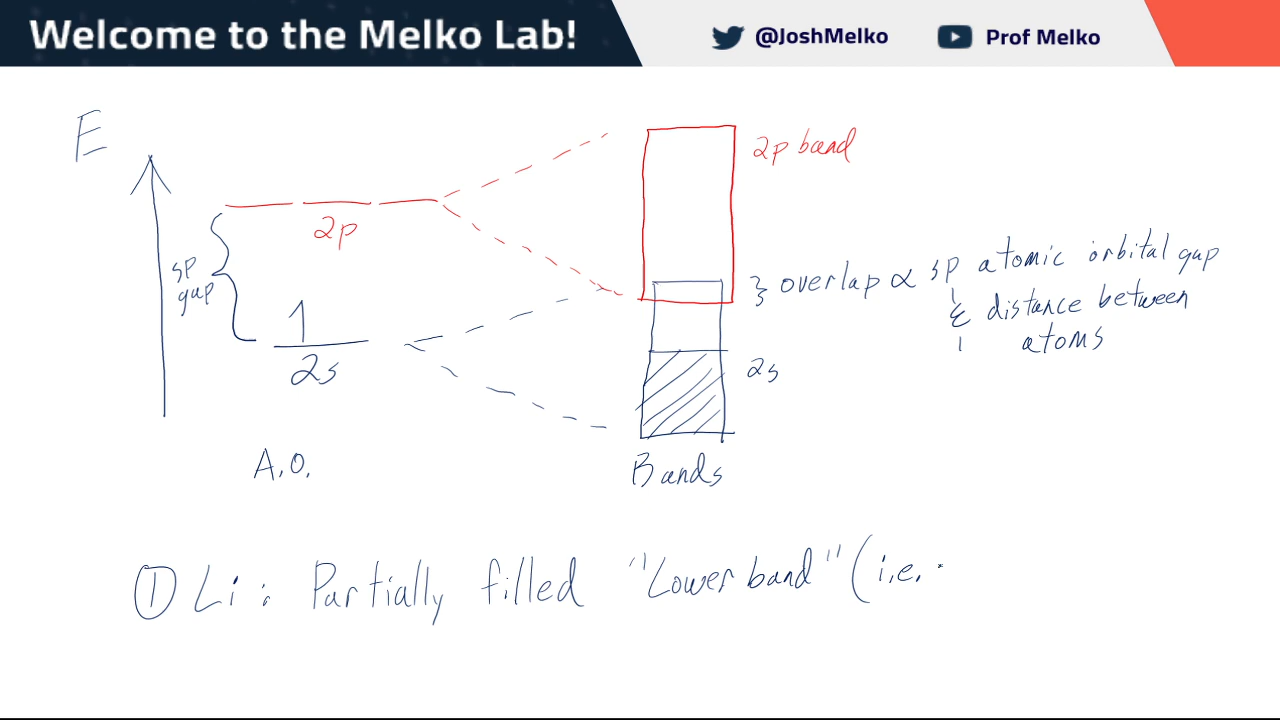 Welcome to the Melko Lab!
@JoshMelko
Prof Melko
E
2p band
2p
sp
gap
overlap ∝ sp atomic orbital gap
& distance between
atoms
1
2s
2s
A.O.
Bands
① Li : Partially filled "Lower band" (i.e.